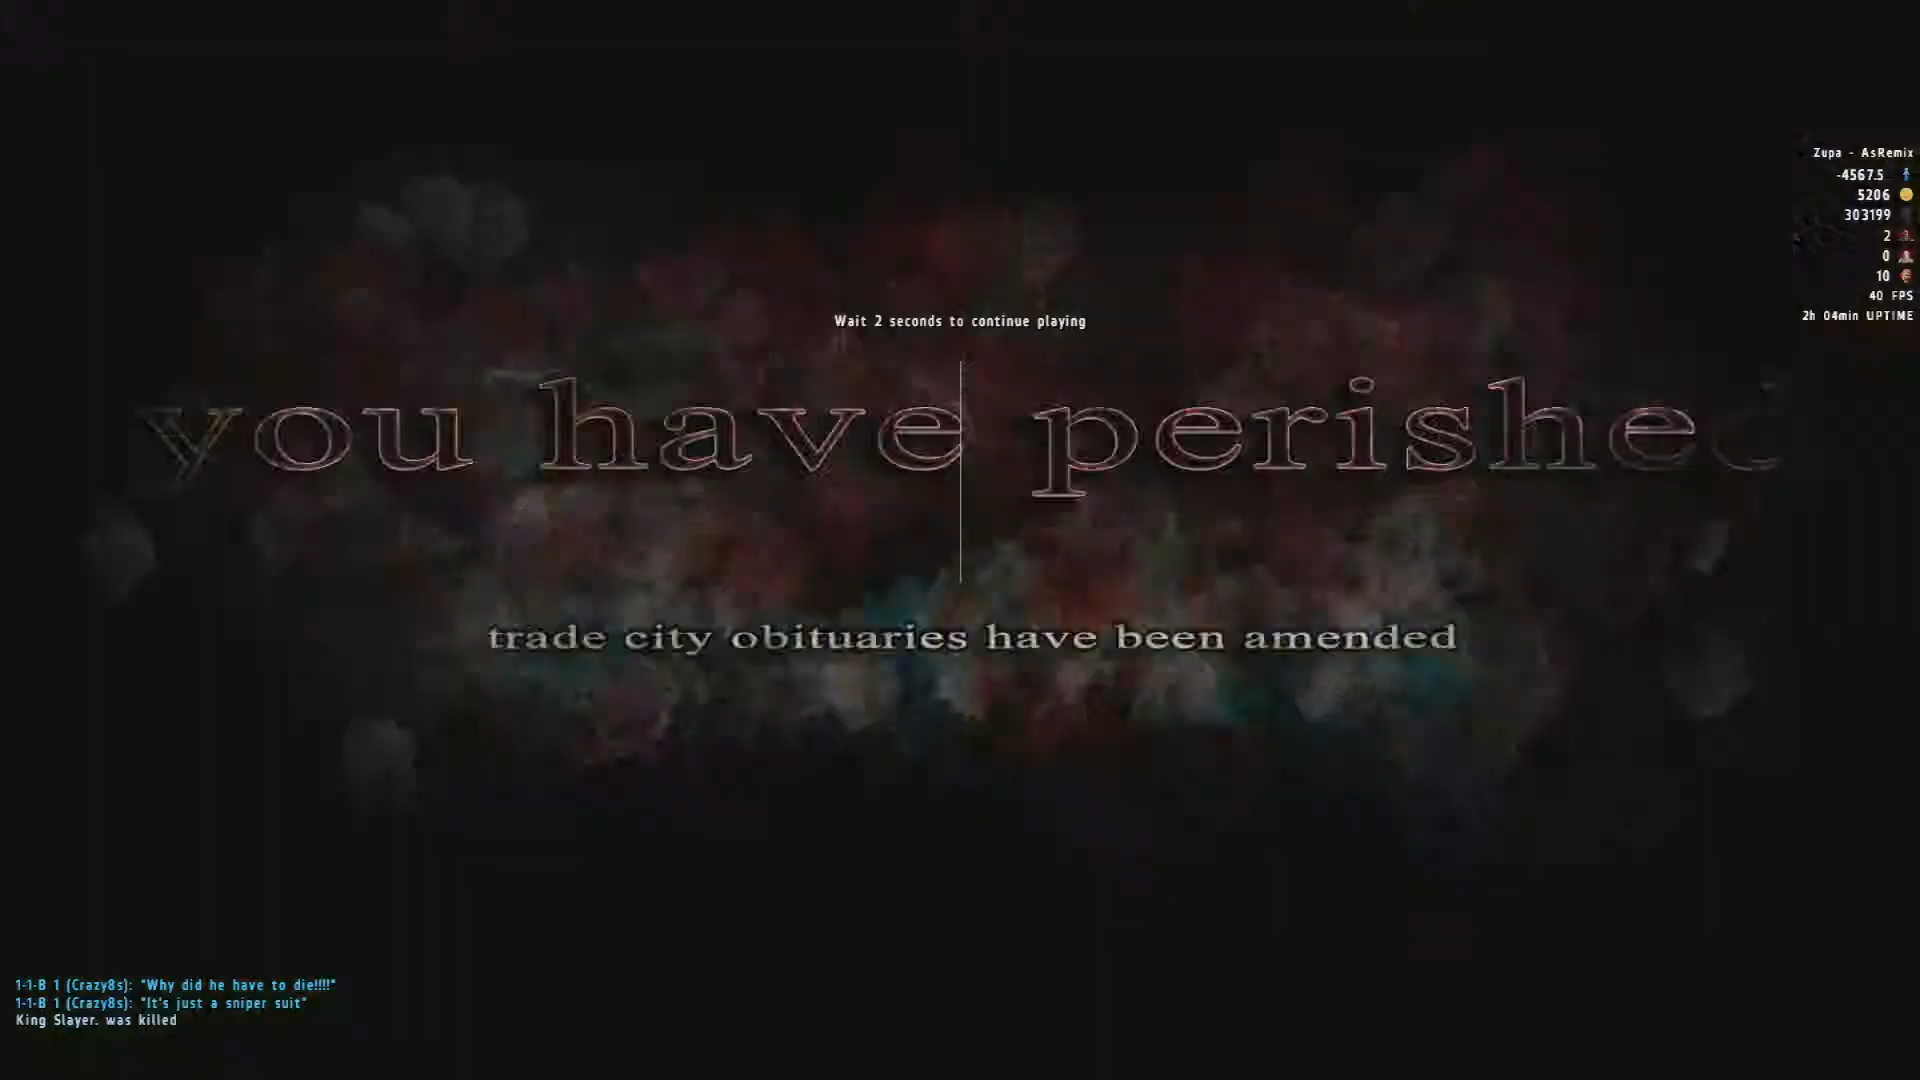 Zupa - AsRemix
-4567.5
5206
303199
2
0
10
40 FPS
2h 04min UPTIME
Wait 2 seconds to continue playing
you have perished
trade city obituaries have been amended
1-1-B 1 (Crazy8s): "Why did he have to die!!!!"
1-1-B 1 (Crazy8s): "It's just a sniper suit"
King Slayer. was killed